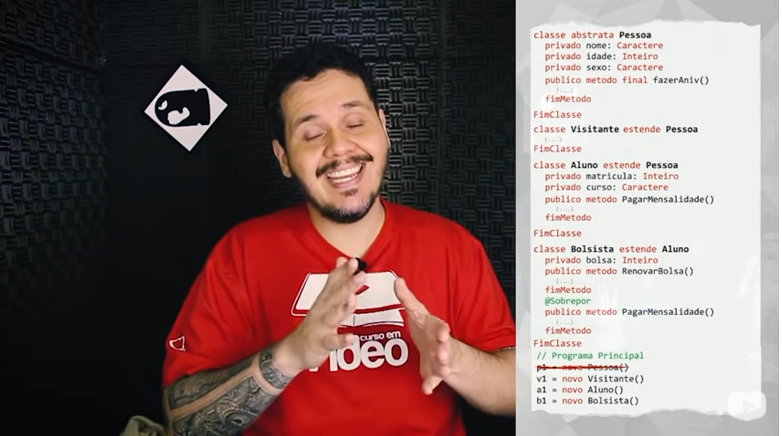 curso em
vídeo
classe abstrata Pessoa
privado nome: Caractere
privado idade: Inteiro
privado sexo: Caractere
publico metodo final fazerAniv()
(...)
fimMetodo
FimClasse
classe Visitante estende Pessoa
(...)
FimClasse
classe Aluno estende Pessoa
privado matricula: Inteiro
privado curso: Caractere
publico metodo PagarMensalidade()
(...)
fimMetodo
FimClasse
classe Bolsista estende Aluno
privado bolsa: Inteiro
publico metodo RenovarBolsa()
(...)
fimMetodo
@Sobrepor
publico metodo PagarMensalidade()
(...)
fimMetodo
FimClasse
// Programa Principal
p1 = novo Pessoa()
v1 = novo Visitante()
a1 = novo Aluno()
b1 = novo Bolsista()